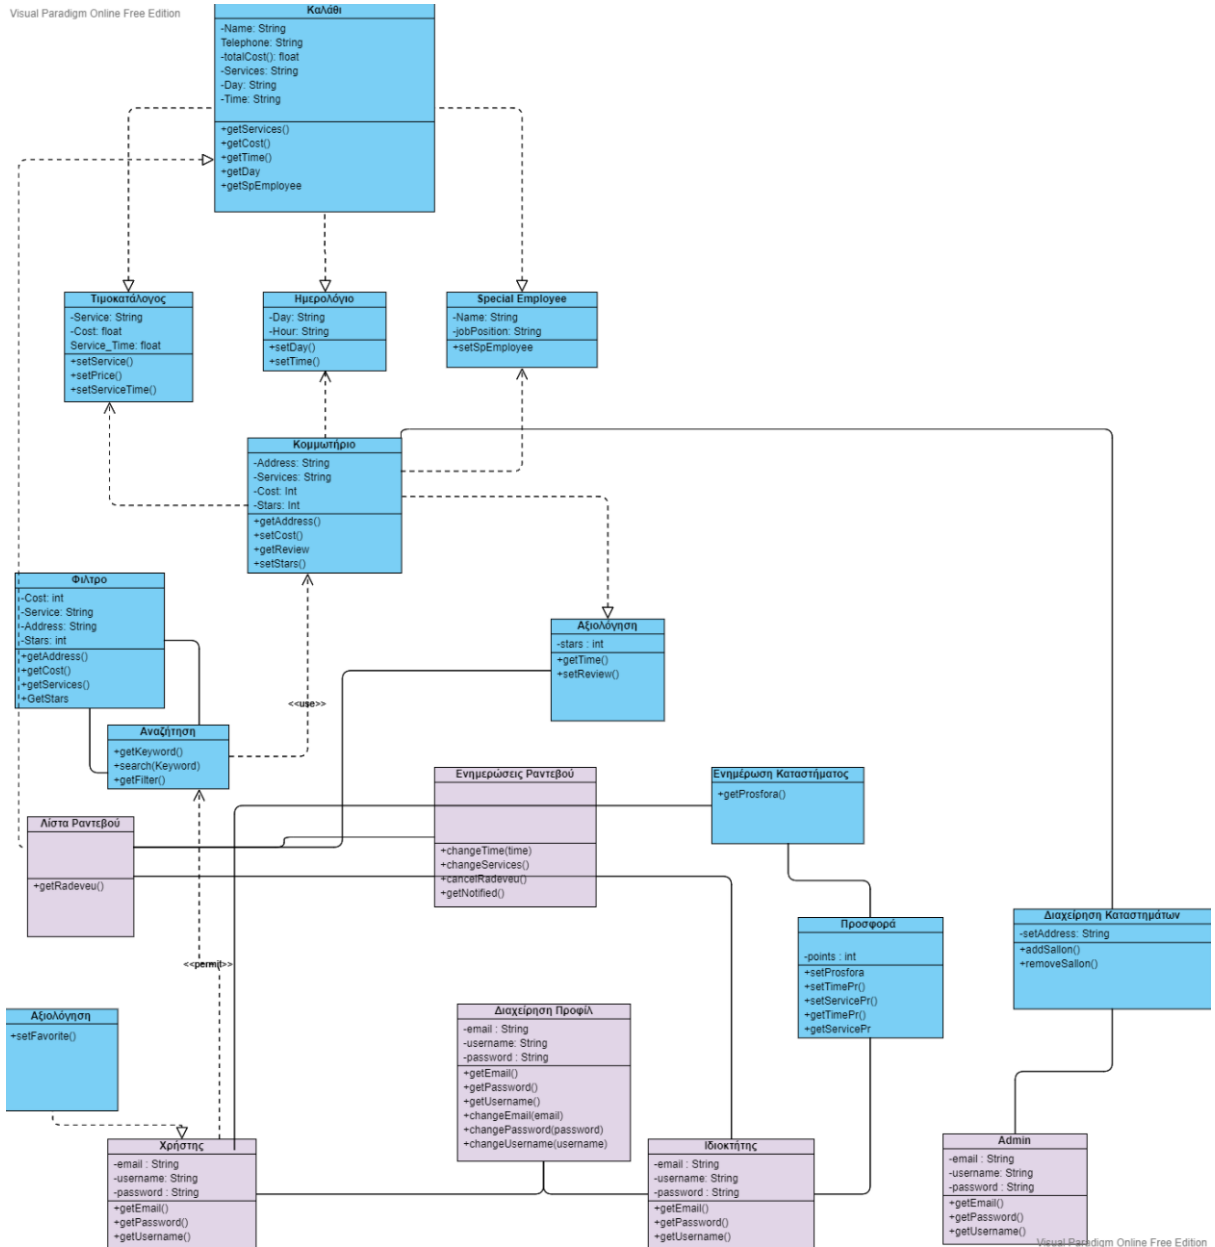 Visual Paradigm Online Free Edition
Καλάθι
-Name: String
Telephone: String
-totalCost(): float
-Services: String
-Day: String
-Time: String
+getServices()
+getCost()
+getTime()
+getDay
+getSpEmployee
Τιμοκατάλογος
-Service: String
-Cost: float
Service_Time: float
+setService()
+setPrice()
+setServiceTime()
Ημερολόγιο
-Day: String
-Hour: String
+setDay()
+setTime()
Special Employee
-Name: String
-jobPosition: String
+setSpEmployee
Κομμωτήριο
-Address: String
-Services: String
-Cost: Int
-Stars: Int
+getAddress()
+setCost()
+getReview
+setStars()
Φιλτρο
-Cost: int
-Service: String
-Address: String
-Stars: int
+getAddress()
+getCost()
+getServices()
+GetStars
Αξιολόγηση
-stars : int
+getTime()
+setReview()
<<use>>
Αναζήτηση
+getKeyword()
+search(Keyword)
+getFilter()
Ενημερώσεις Ραντεβού
+changeTime(time)
+changeServices()
+cancelRadeveu()
+getNotified()
Ενημέρωση Καταστήματος
+getProsfora()
Λίστα Ραντεβού
+getRadeveu()
Προσφορά
-points : int
+setProsfora
+setTimePr()
+setServicePr()
+getTimePr()
+getServicePr
Διαχείρηση Καταστημάτων
-setAddress: String
+addSallon()
+removeSallon()
<<permit>>
Αξιολόγηση
+setFavorite()
Διαχείρηση Προφίλ
-email : String
-username: String
-password : String
+getEmail()
+getPassword()
+getUsername()
+changeEmail(email)
+changePassword(password)
+changeUsername(username)
Χρήστης
-email : String
-username: String
-password : String
+getEmail()
+getPassword()
+getUsername()
Ιδιοκτήτης
-email : String
-username: String
-password : String
+getEmail()
+getPassword()
+getUsername()
Admin
-email : String
-username: String
-password : String
+getEmail()
+getPassword()
+getUsername()
Visual Paradigm Online Free Edition